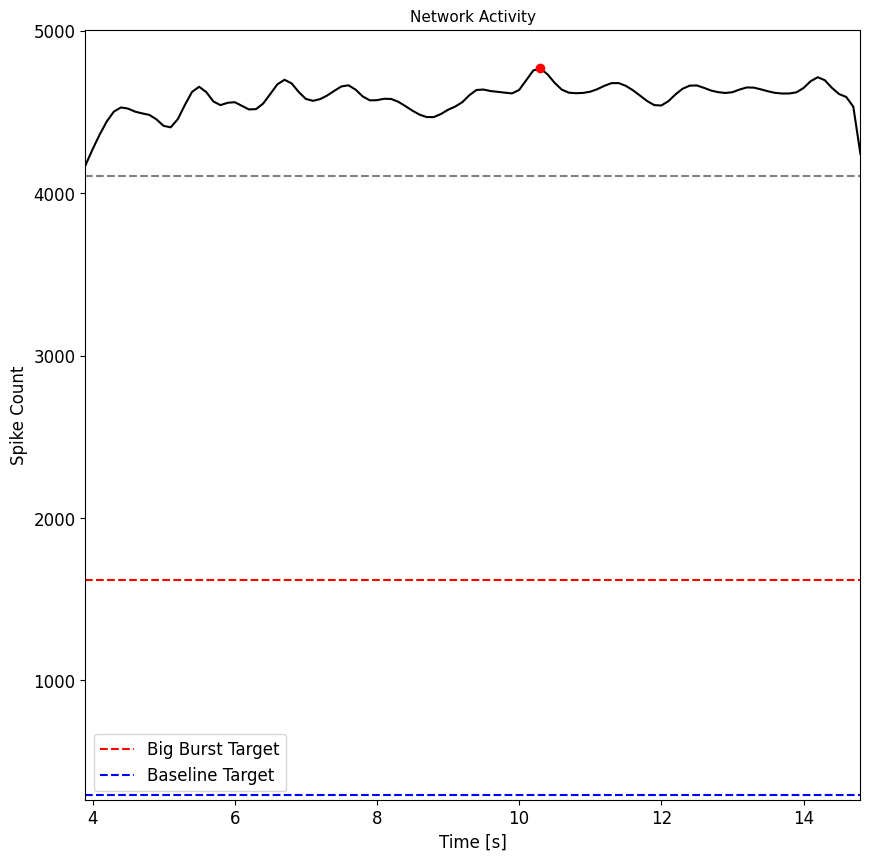 Network Activity
5000
4000
3000
2000
1000
Spike Count
Big Burst Target
Baseline Target
4 6 8 10 12 14
Time [s]